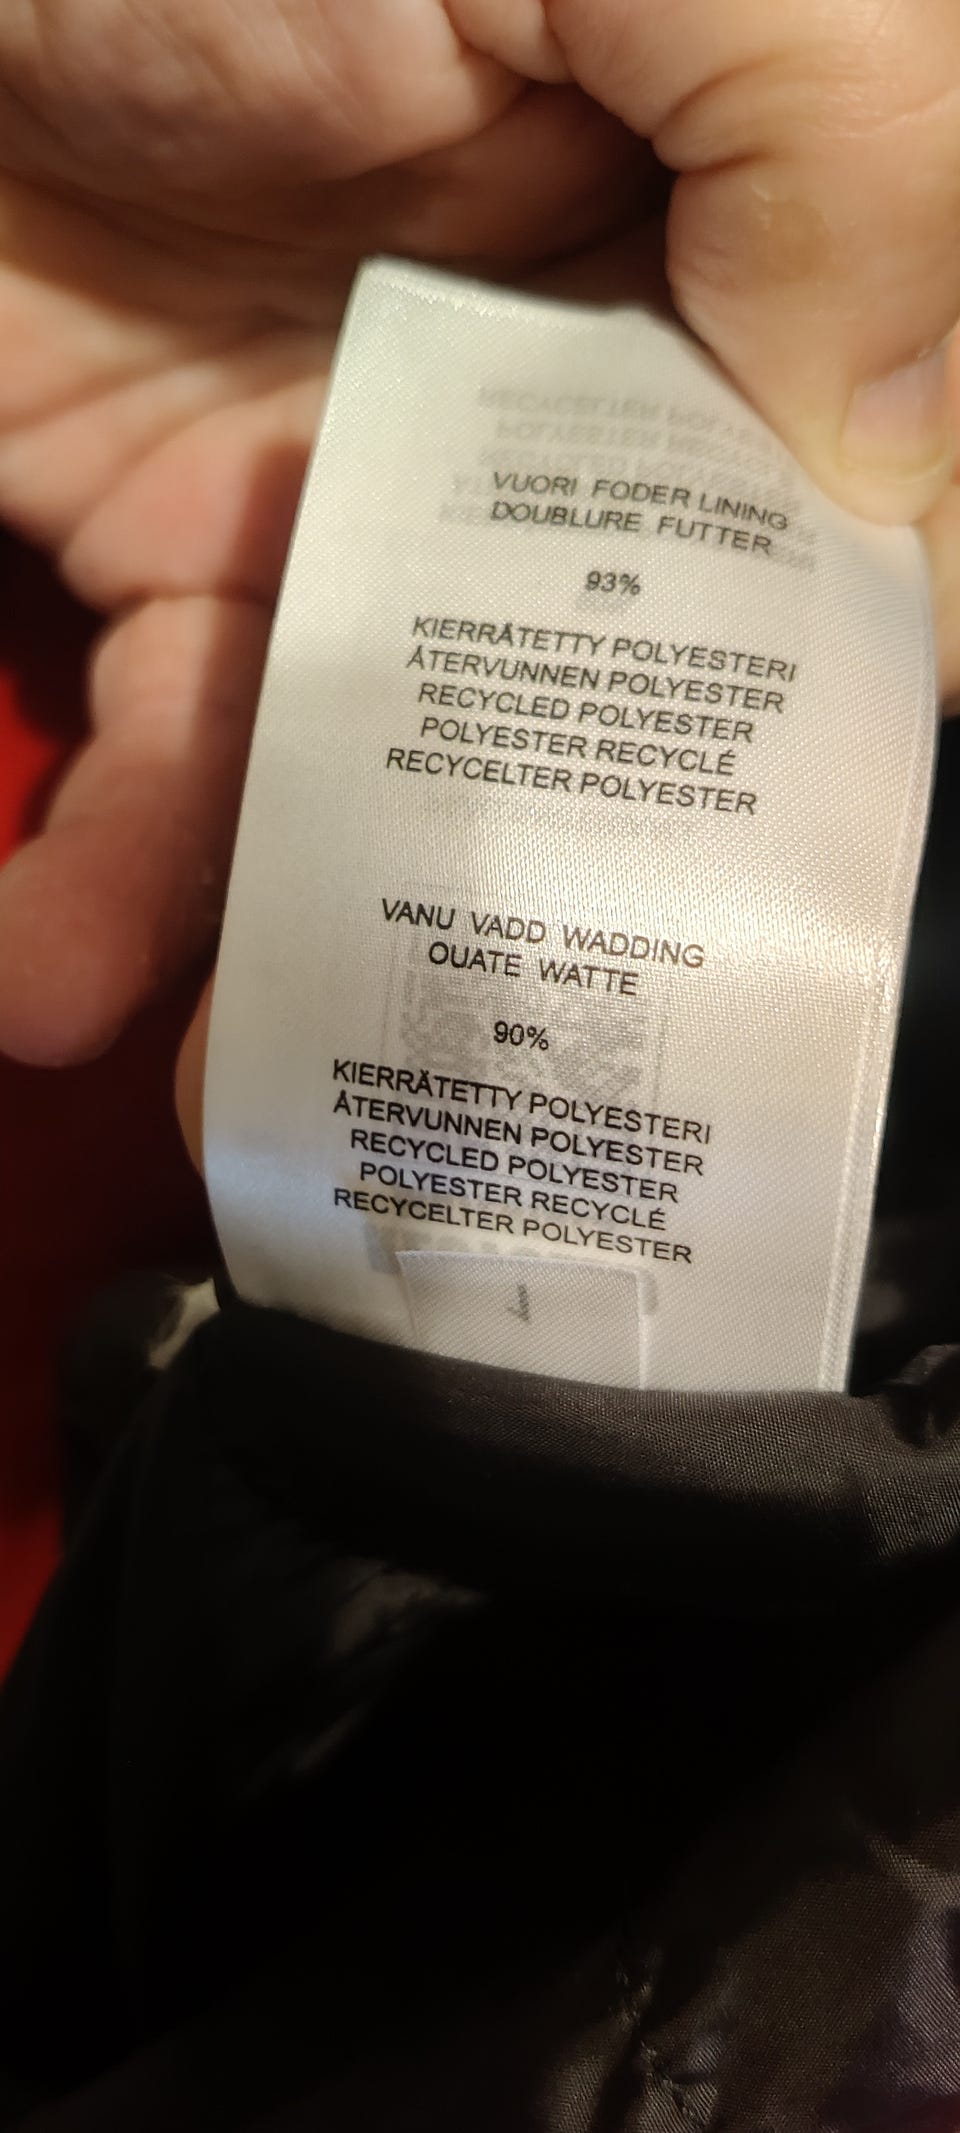 VUORI FODER LINING
DOUBLURE FUTTER
93%
KIERRÄTETTY POLYESTERI
ÅTERVUNNEN POLYESTER
RECYCLED POLYESTER
POLYESTER RECYCLÉ
RECYCELTER POLYESTER
VANU VADD WADDING
OUATE WATTE
90%
KIERRÄTETTY POLYESTERI
ÅTERVUNNEN POLYESTER
RECYCLED POLYESTER
POLYESTER RECYCLÉ
RECYCELTER POLYESTER